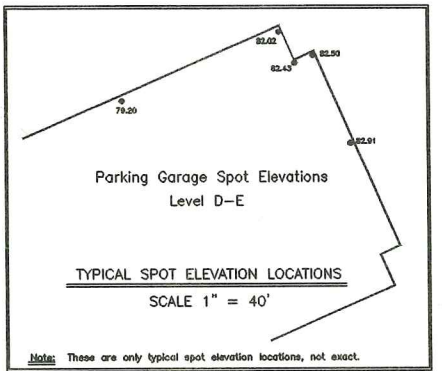 82.02
82.50
82.43
79.20
82.91
Parking Garage Spot Elevations
Level D-E
TYPICAL SPOT ELEVATION LOCATIONS
SCALE 1" = 40'
Note: These are only typical spot elevation locations, not exact.